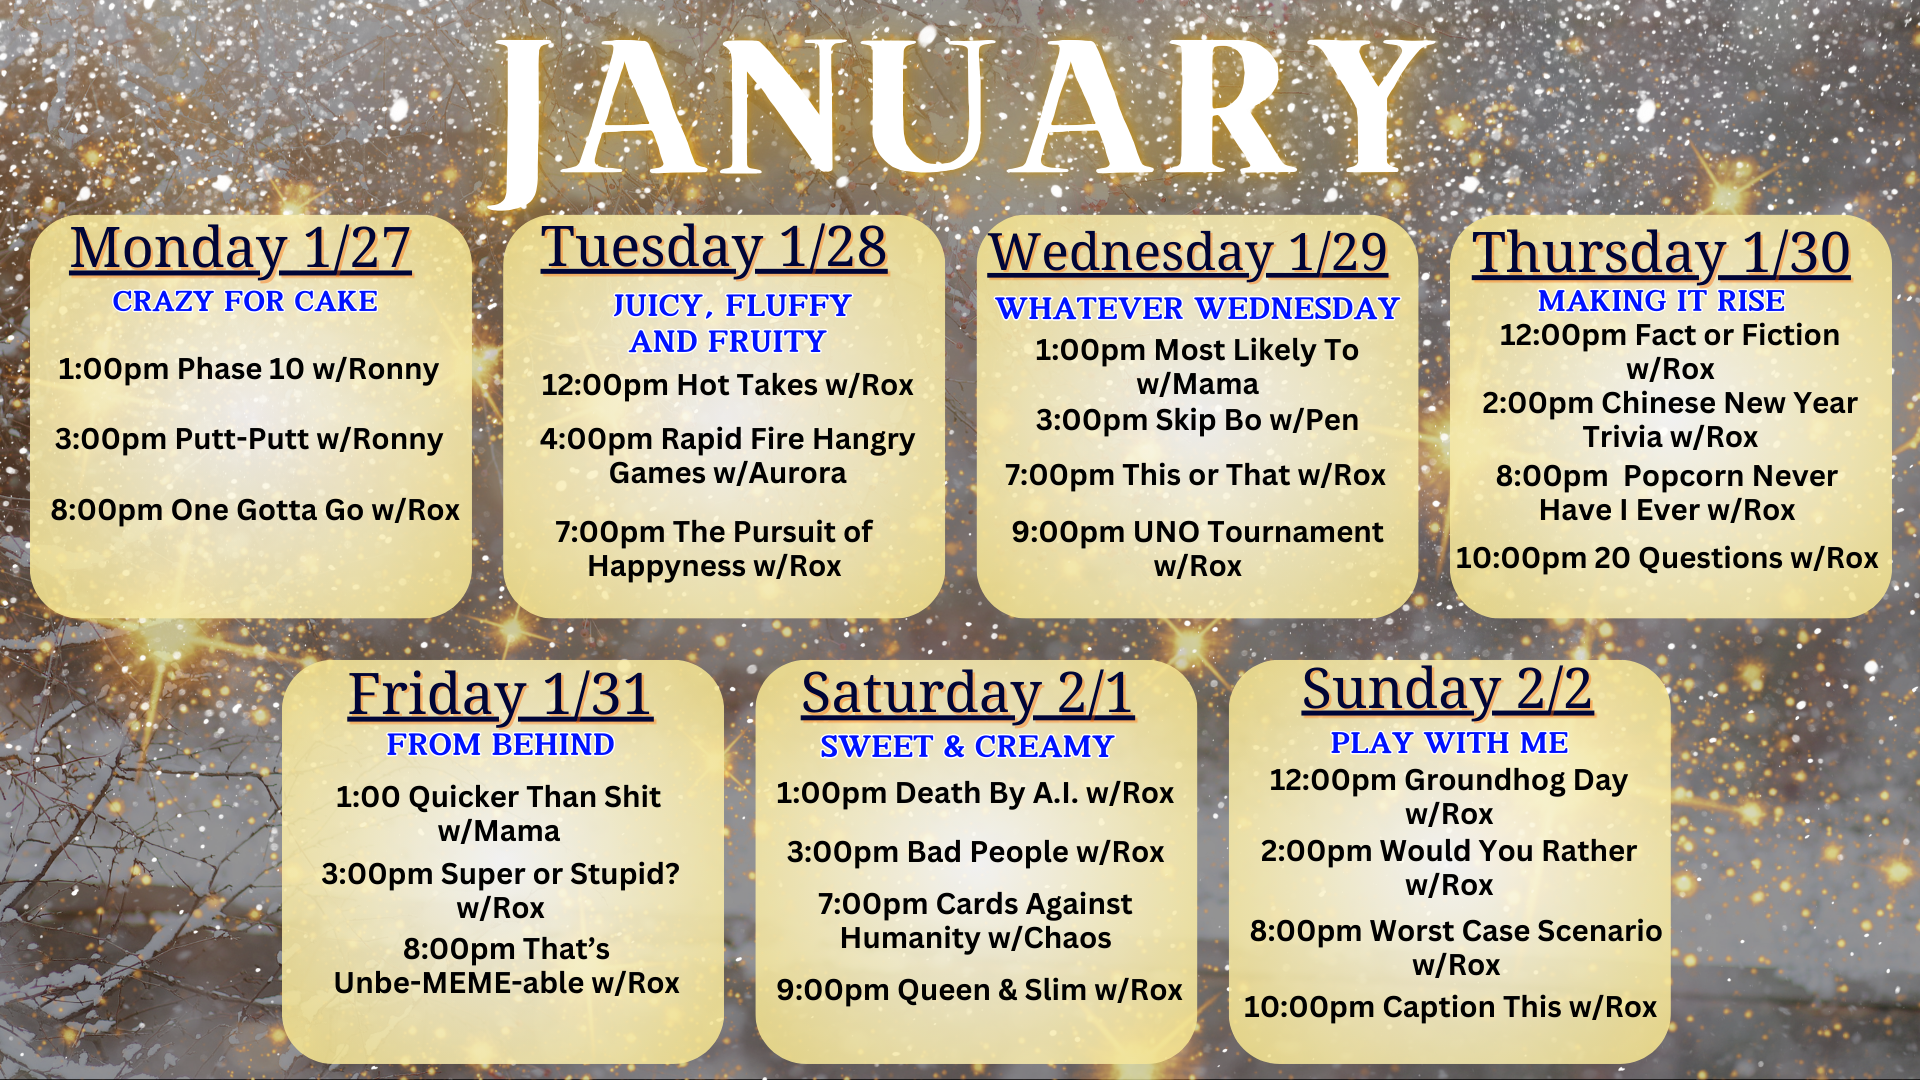 JANUARY
Monday 1/27
CRAZY FOR CAKE
1:00pm Phase 10 w/Ronny
3:00pm Putt-Putt w/Ronny
8:00pm One Gotta Go w/Rox
Tuesday 1/28
JUICY, FLUFFY
AND FRUITY
12:00pm Hot Takes w/Rox
4:00pm Rapid Fire Hangry
Games w/Aurora
7:00pm The Pursuit of
Happyness w/Rox
Wednesday 1/29
WHATEVER WEDNESDAY
1:00pm Most Likely To
w/Mama
3:00pm Skip Bo w/Pen
7:00pm This or That w/Rox
9:00pm UNO Tournament
w/Rox
Thursday 1/30
MAKING IT RISE
12:00pm Fact or Fiction
w/Rox
2:00pm Chinese New Year
Trivia w/Rox
8:00pm Popcorn Never
Have I Ever w/Rox
10:00pm 20 Questions w/Rox
Friday 1/31
FROM BEHIND
1:00 Quicker Than Shit
w/Mama
3:00pm Super or Stupid?
w/Rox
8:00pm That’s
Unbe-MEME-able w/Rox
Saturday 2/1
SWEET & CREAMY
1:00pm Death By A.I. w/Rox
3:00pm Bad People w/Rox
7:00pm Cards Against
Humanity w/Chaos
9:00pm Queen & Slim w/Rox
Sunday 2/2
PLAY WITH ME
12:00pm Groundhog Day
w/Rox
2:00pm Would You Rather
w/Rox
8:00pm Worst Case Scenario
w/Rox
10:00pm Caption This w/Rox